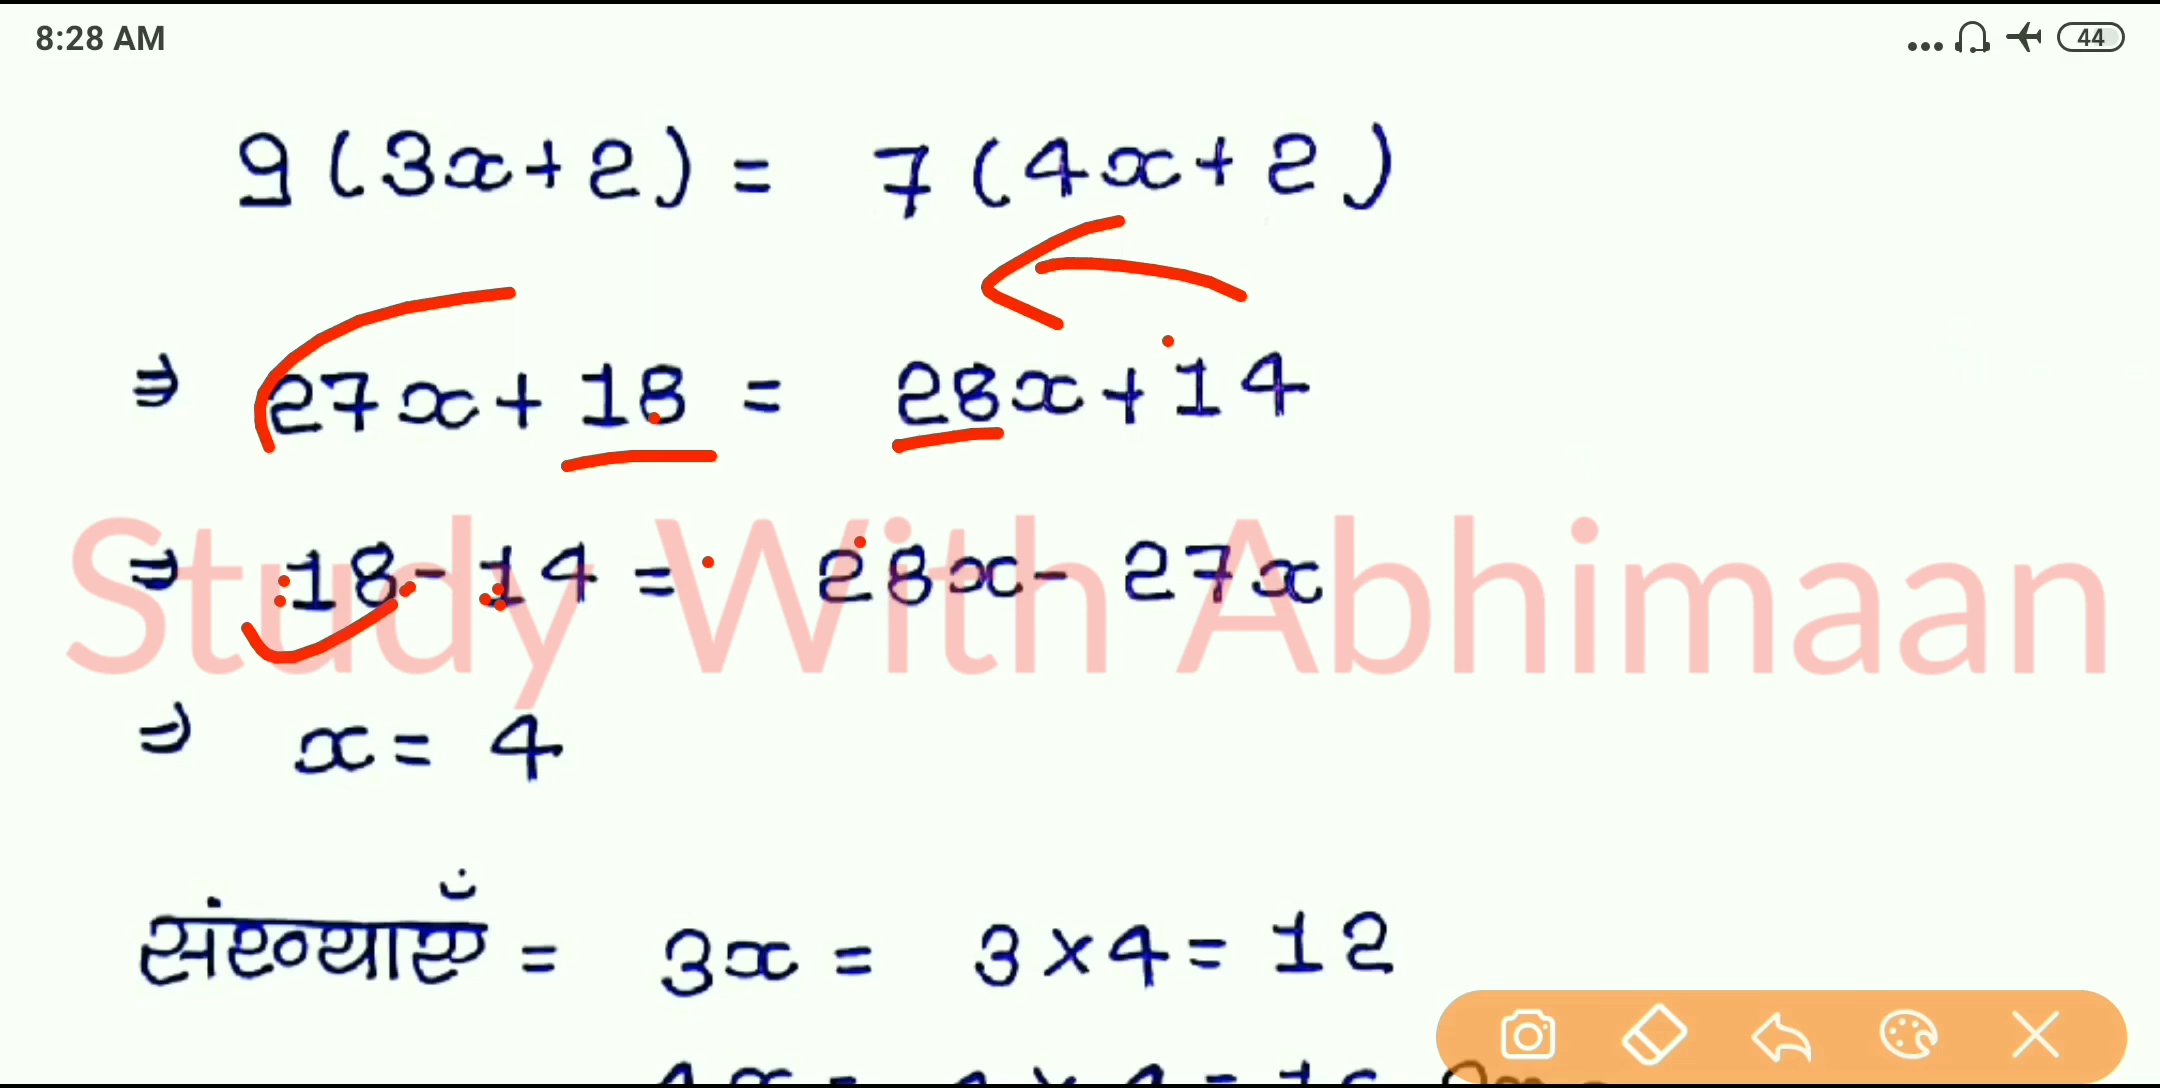 8:28 AM
44
9(3x+2) = 7(4x+2)
⇒ 27x+18 = 28x+14
Study With Abhimaan
⇒ 18-14 = 28x-27x
⇒ x = 4
संख्याएँ = 3x = 3×4 = 12